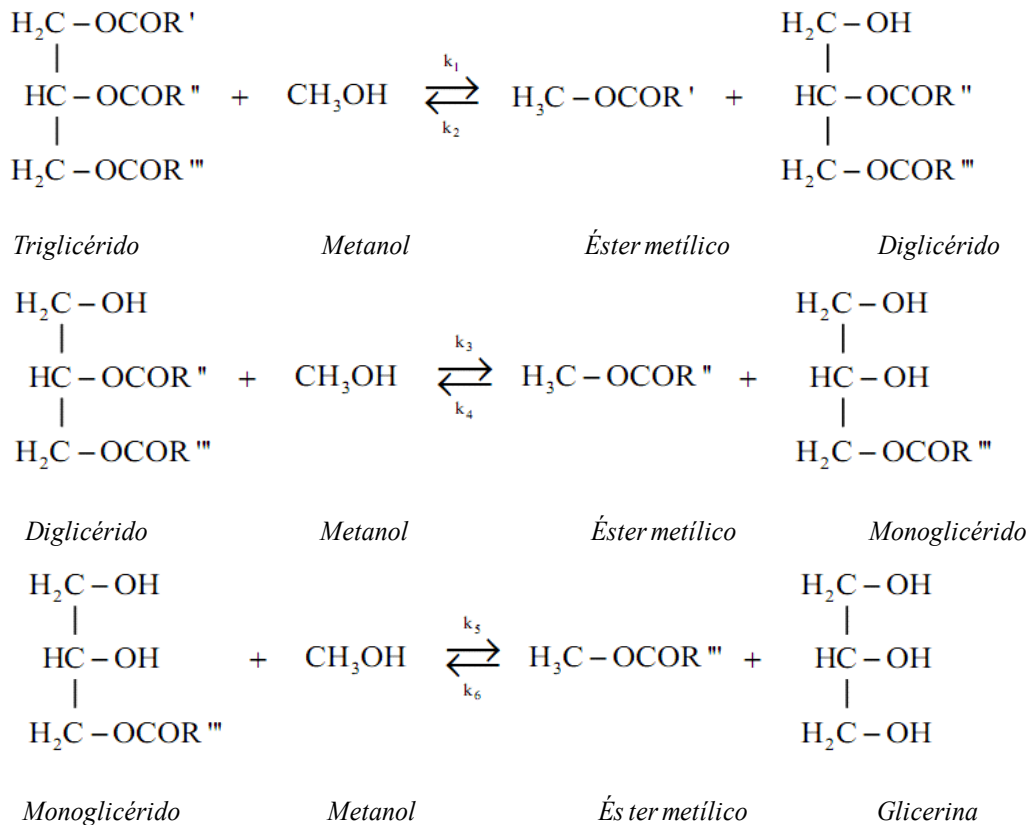 H₂C – OCOR '
|
HC – OCOR " + CH₃OH k₁ ⇌ k₂ H₃C – OCOR ' + HC – OCOR "
|
H₂C – OCOR "'
H₂C – OH
|
|
H₂C – OCOR "'
Triglicérido Metanol Éster metílico Diglicérido
H₂C – OH H₂C – OH
| |
HC – OCOR " + CH₃OH k₃ ⇌ k₄ H₃C – OCOR " + HC – OH
| |
H₂C – OCOR "' H₂C – OCOR "'
Diglicérido Metanol Éster metílico Monoglicérido
H₂C – OH H₂C – OH
| |
HC – OH + CH₃OH k₅ ⇌ k₆ H₃C – OCOR "' + HC – OH
| |
H₂C – OCOR "' H₂C – OH
Monoglicérido Metanol És ter metílico Glicerina